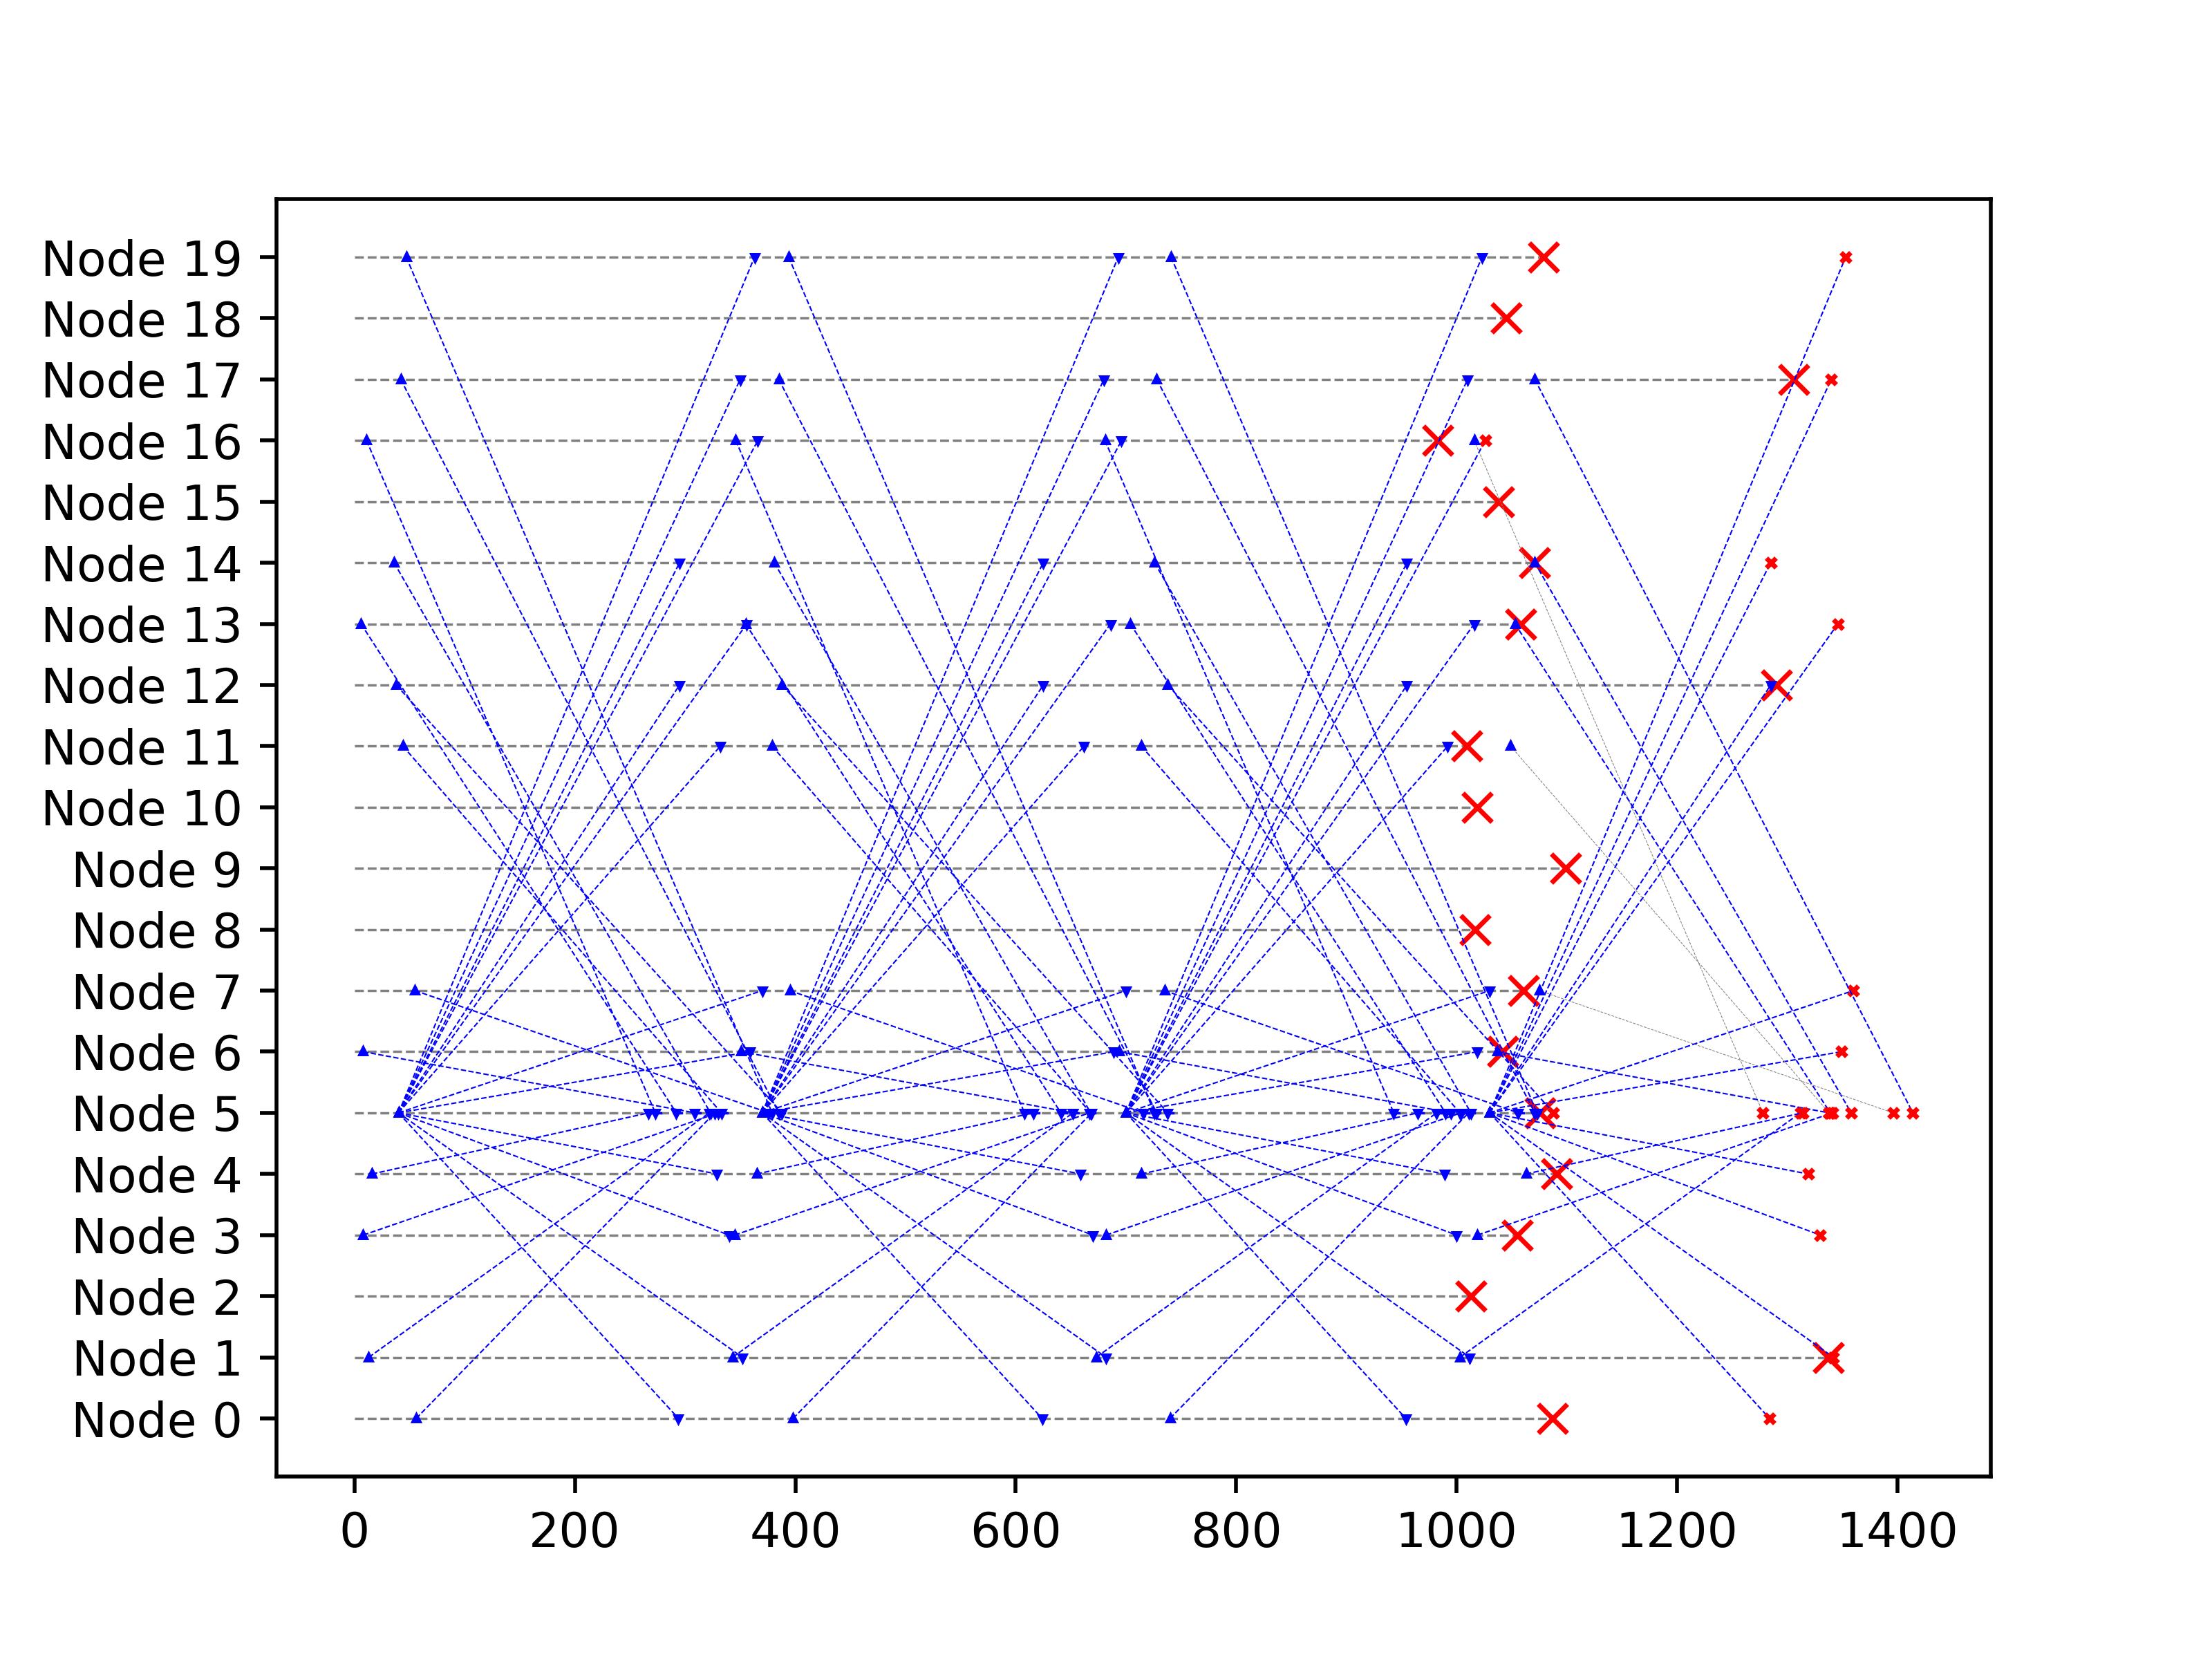 Node 19
Node 18
Node 17
Node 16
Node 15
Node 14
Node 13
Node 12
Node 11
Node 10
Node 9
Node 8
Node 7
Node 6
Node 5
Node 4
Node 3
Node 2
Node 1
Node 0
0 200 400 600 800 1000 1200 1400